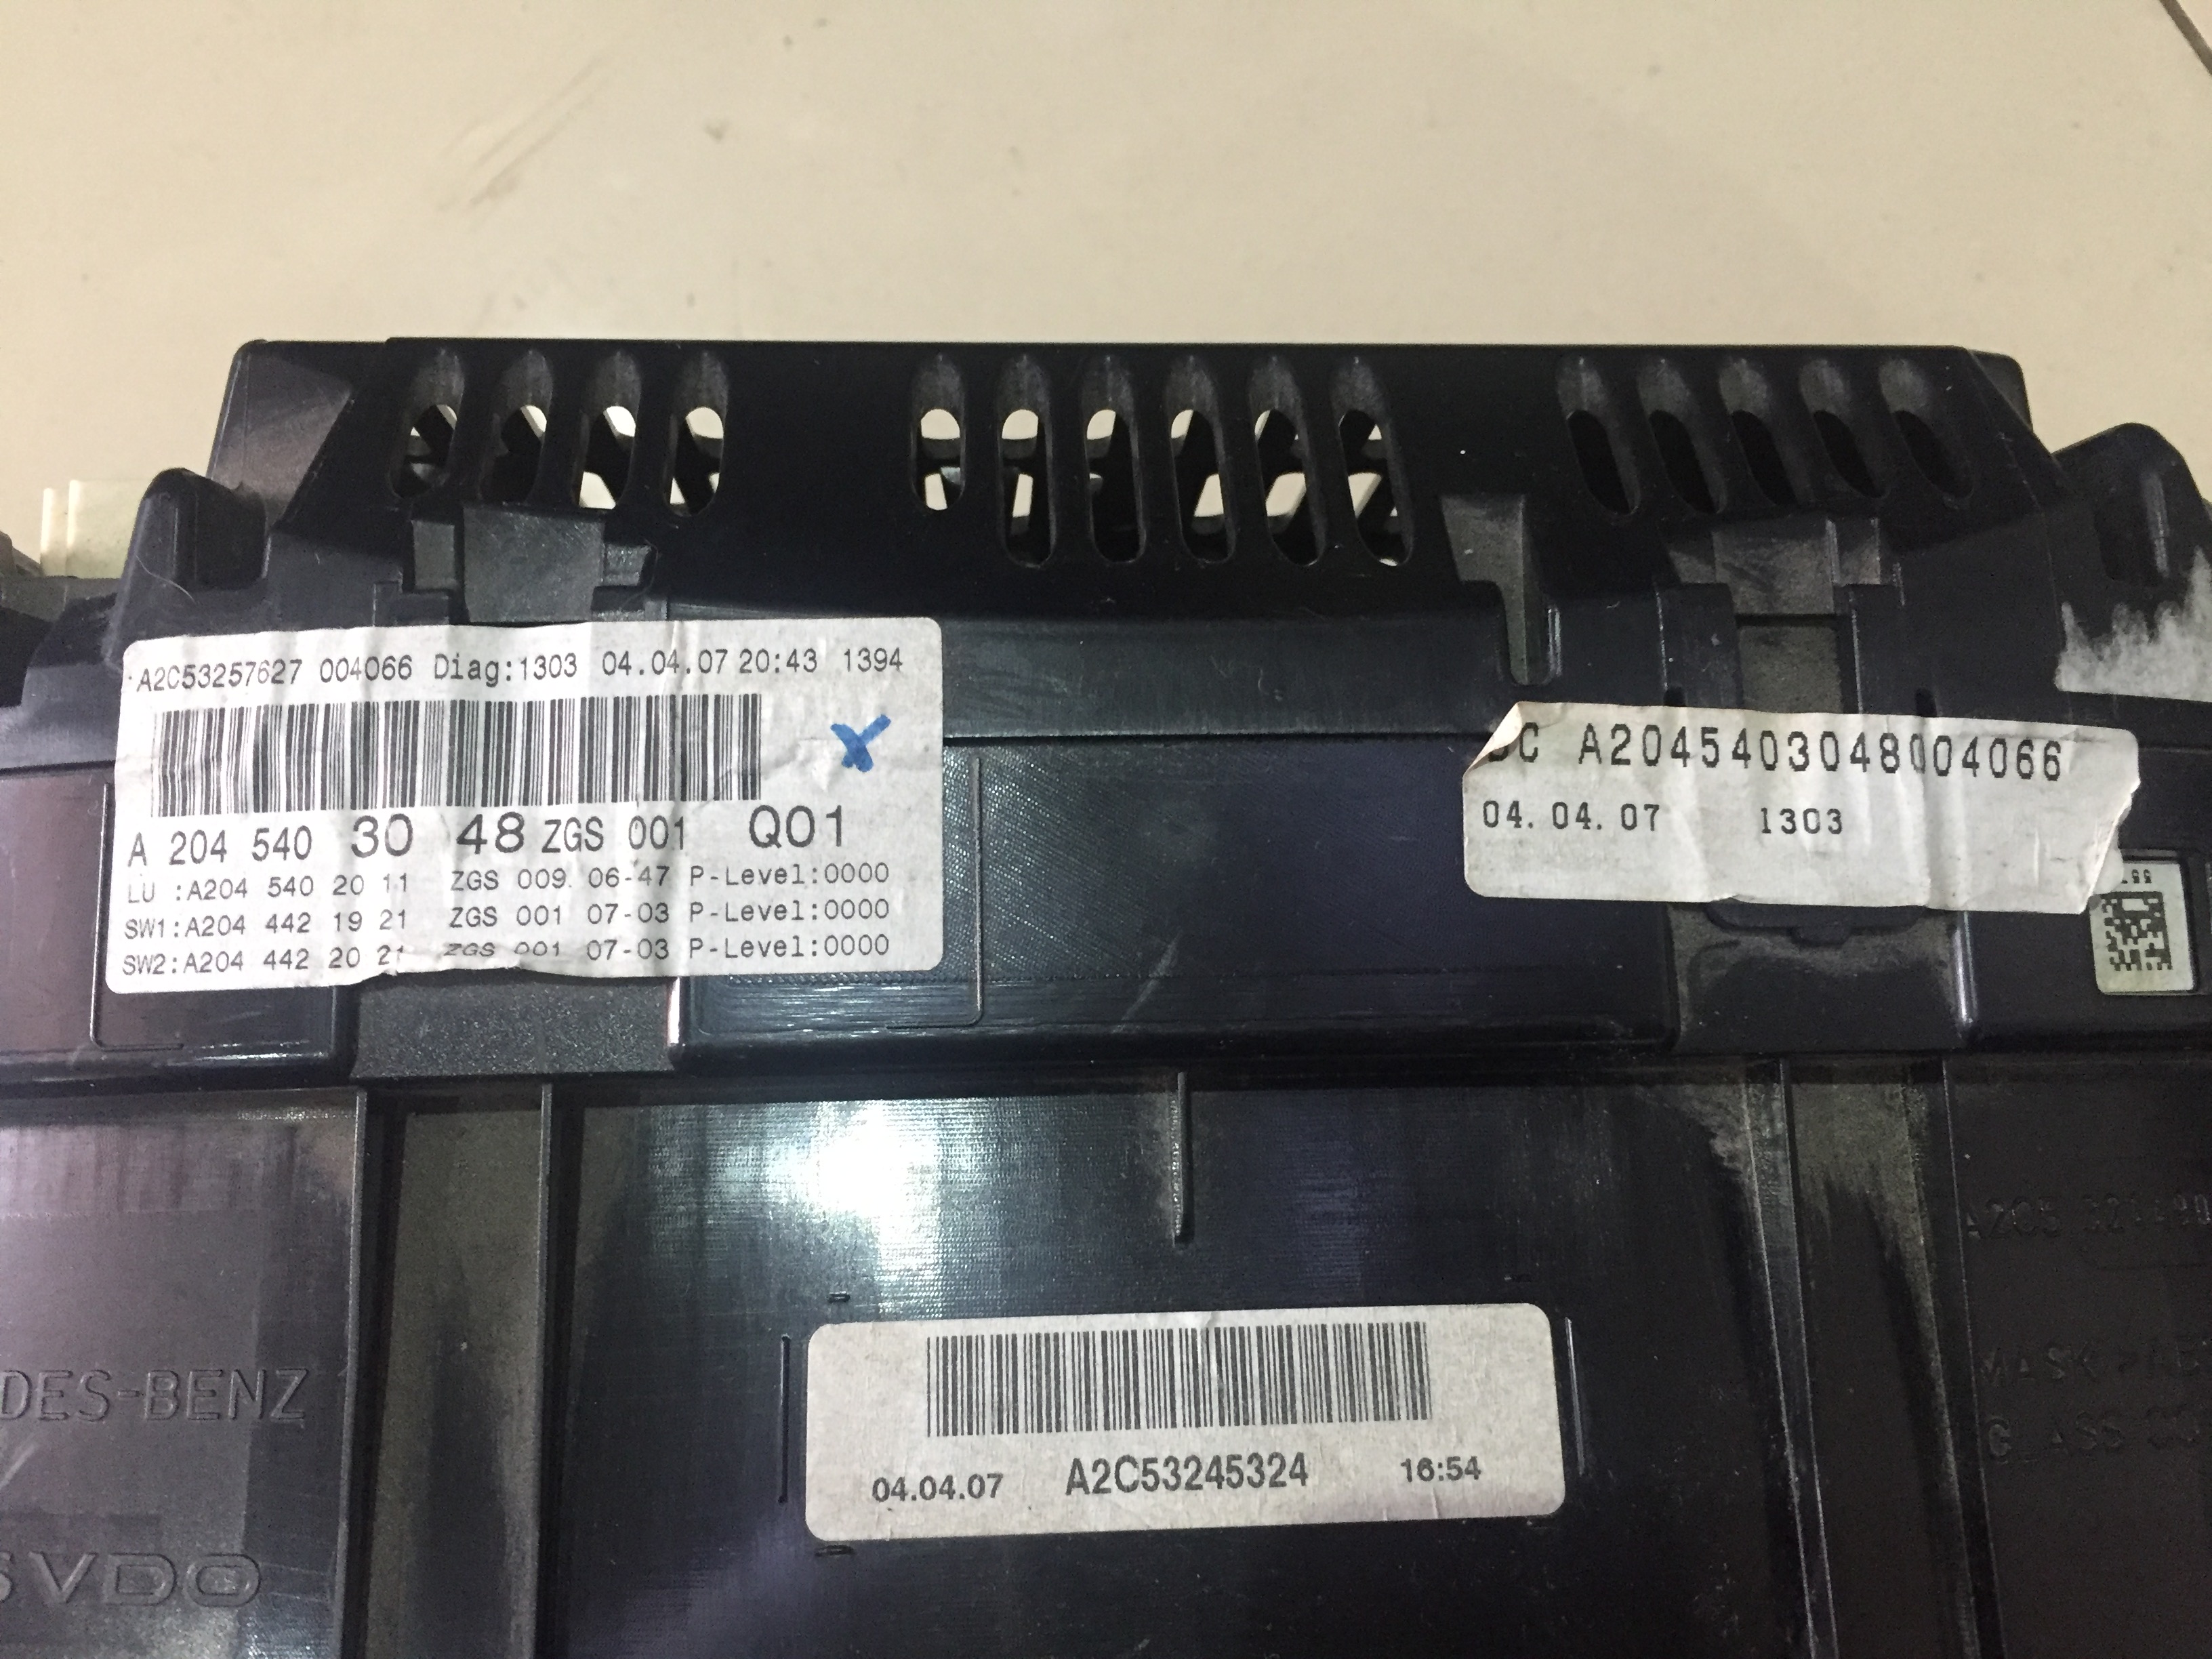 A2C53257627 004066 Diag:1303 04.04.07 20:43 1394
A 204 540 30 48 ZGS 001 Q01
LU :A204 540 20 11 ZGS 009. 06-47 P-Level:0000
SW1:A204 442 19 21 ZGS 001 07-03 P-Level:0000
SW2:A204 442 20 21 ZGS 001 07-03 P-Level:0000
DC A2045403048004066
04.04.07 1303
DES-BENZ
VDO
04.04.07 A2C53245324 16:54
MASK
GLASS